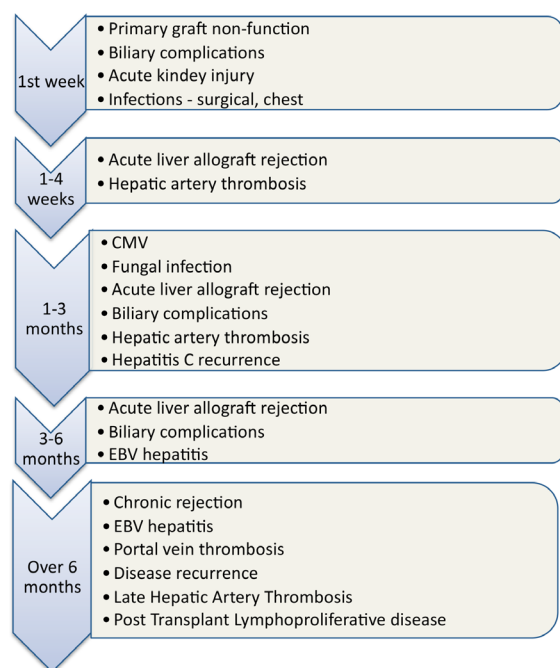 1st week
• Primary graft non-function
• Biliary complications
• Acute kindey injury
• Infections - surgical, chest
1-4
weeks
• Acute liver allograft rejection
• Hepatic artery thrombosis
1-3
months
• CMV
• Fungal infection
• Acute liver allograft rejection
• Biliary complications
• Hepatic artery thrombosis
• Hepatitis C recurrence
3-6
months
• Acute liver allograft rejection
• Biliary complications
• EBV hepatitis
Over 6
months
• Chronic rejection
• EBV hepatitis
• Portal vein thrombosis
• Disease recurrence
• Late Hepatic Artery Thrombosis
• Post Transplant Lymphoproliferative disease